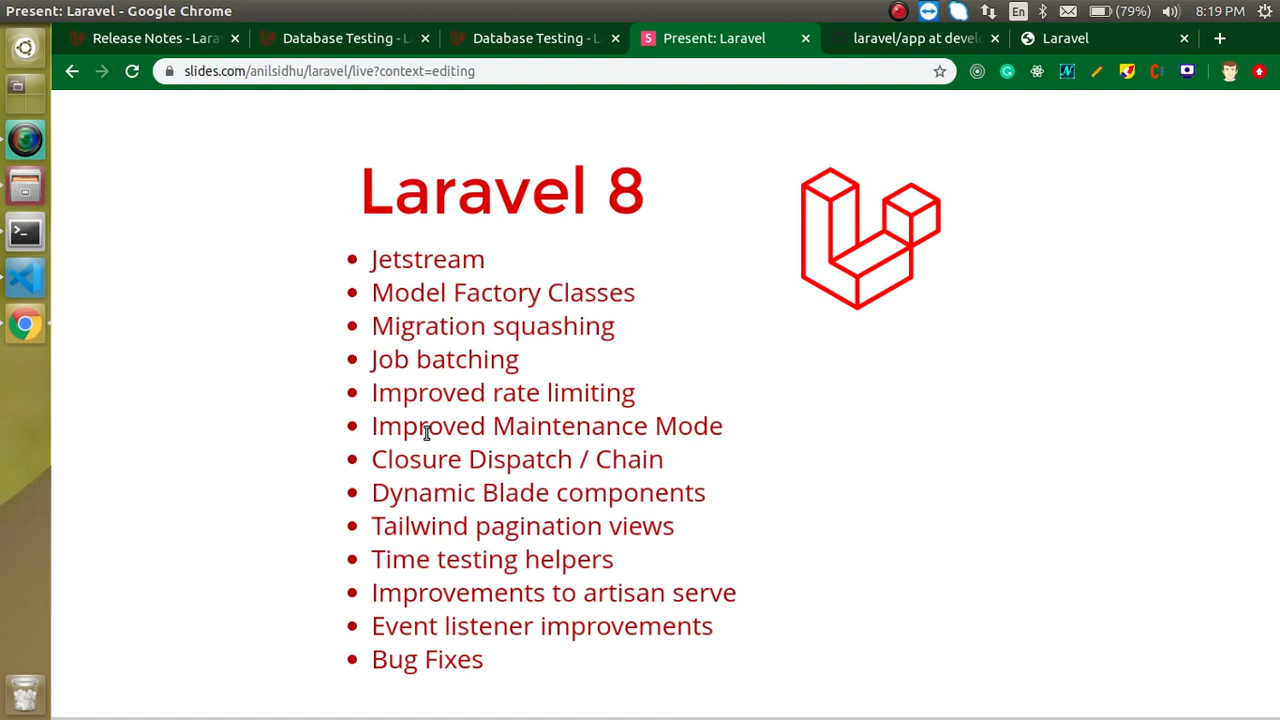 Present: Laravel - Google Chrome
En
(79%)
8:19 PM
Release Notes - Lara
Database Testing - L
Database Testing - L
S
Present: Laravel
laravel/app at devel
Laravel
slides.com/anilsidhu/laravel/live?context=editing
Laravel 8
• Jetstream
• Model Factory Classes
• Migration squashing
• Job batching
• Improved rate limiting
• Improved Maintenance Mode
• Closure Dispatch / Chain
• Dynamic Blade components
• Tailwind pagination views
• Time testing helpers
• Improvements to artisan serve
• Event listener improvements
• Bug Fixes